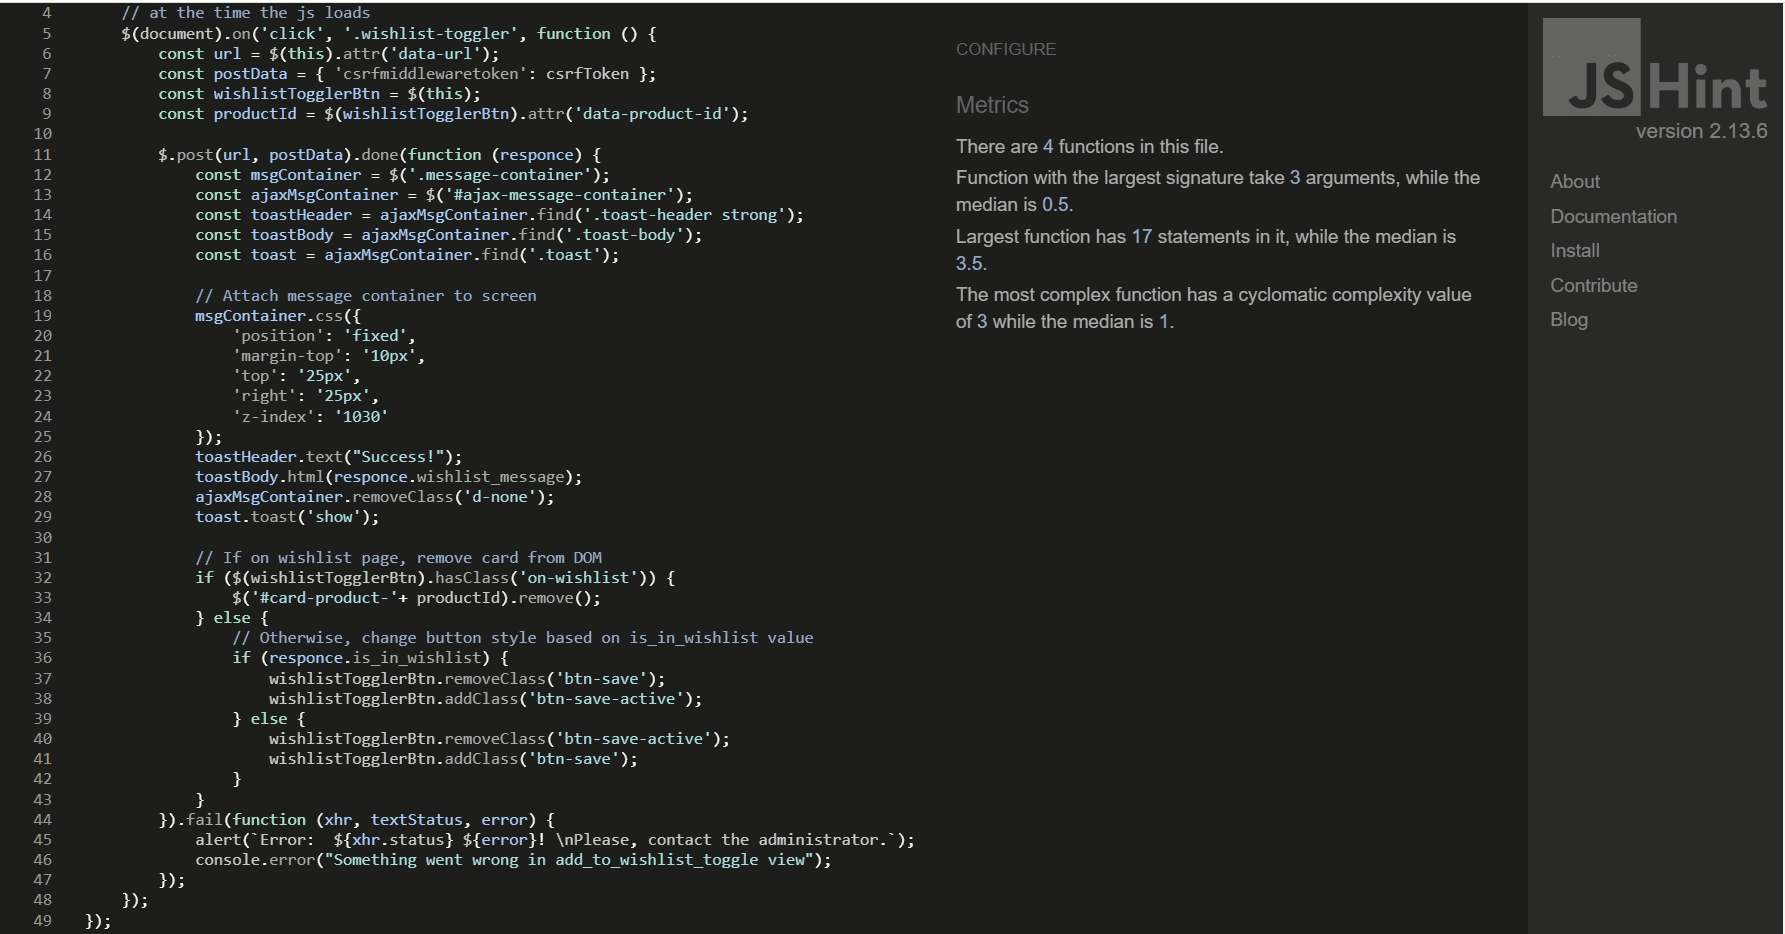 4 // at the time the js loads
5 $(document).on('click', '.wishlist-toggler', function () {
6 const url = $(this).attr('data-url');
7 const postData = { 'csrfmiddlewaretoken': csrfToken };
8 const wishlistTogglerBtn = $(this);
9 const productId = $(wishlistTogglerBtn).attr('data-product-id');
10
11 $.post(url, postData).done(function (responce) {
12 const msgContainer = $('.message-container');
13 const ajaxMsgContainer = $('#ajax-message-container');
14 const toastHeader = ajaxMsgContainer.find('.toast-header strong');
15 const toastBody = ajaxMsgContainer.find('.toast-body');
16 const toast = ajaxMsgContainer.find('.toast');
17
18 // Attach message container to screen
19 msgContainer.css({
20 'position': 'fixed',
21 'margin-top': '10px',
22 'top': '25px',
23 'right': '25px',
24 'z-index': '1030'
25 });
26 toastHeader.text("Success!");
27 toastBody.html(responce.wishlist_message);
28 ajaxMsgContainer.removeClass('d-none');
29 toast.toast('show');
30
31 // If on wishlist page, remove card from DOM
32 if ($(wishlistTogglerBtn).hasClass('on-wishlist')) {
33 $('#card-product-'+ productId).remove();
34 } else {
35 // Otherwise, change button style based on is_in_wishlist value
36 if (responce.is_in_wishlist) {
37 wishlistTogglerBtn.removeClass('btn-save');
38 wishlistTogglerBtn.addClass('btn-save-active');
39 } else {
40 wishlistTogglerBtn.removeClass('btn-save-active');
41 wishlistTogglerBtn.addClass('btn-save');
42 }
43 }
44 }).fail(function (xhr, textStatus, error) {
45 alert(`Error:  ${xhr.status} ${error}! \nPlease, contact the administrator.`);
46 console.error("Something went wrong in add_to_wishlist_toggle view");
47 });
48 });
49 });
CONFIGURE
Metrics
There are 4 functions in this file.
Function with the largest signature take 3 arguments, while the
median is 0.5.
Largest function has 17 statements in it, while the median is
3.5.
The most complex function has a cyclomatic complexity value
of 3 while the median is 1.
JSHint
version 2.13.6
About
Documentation
Install
Contribute
Blog